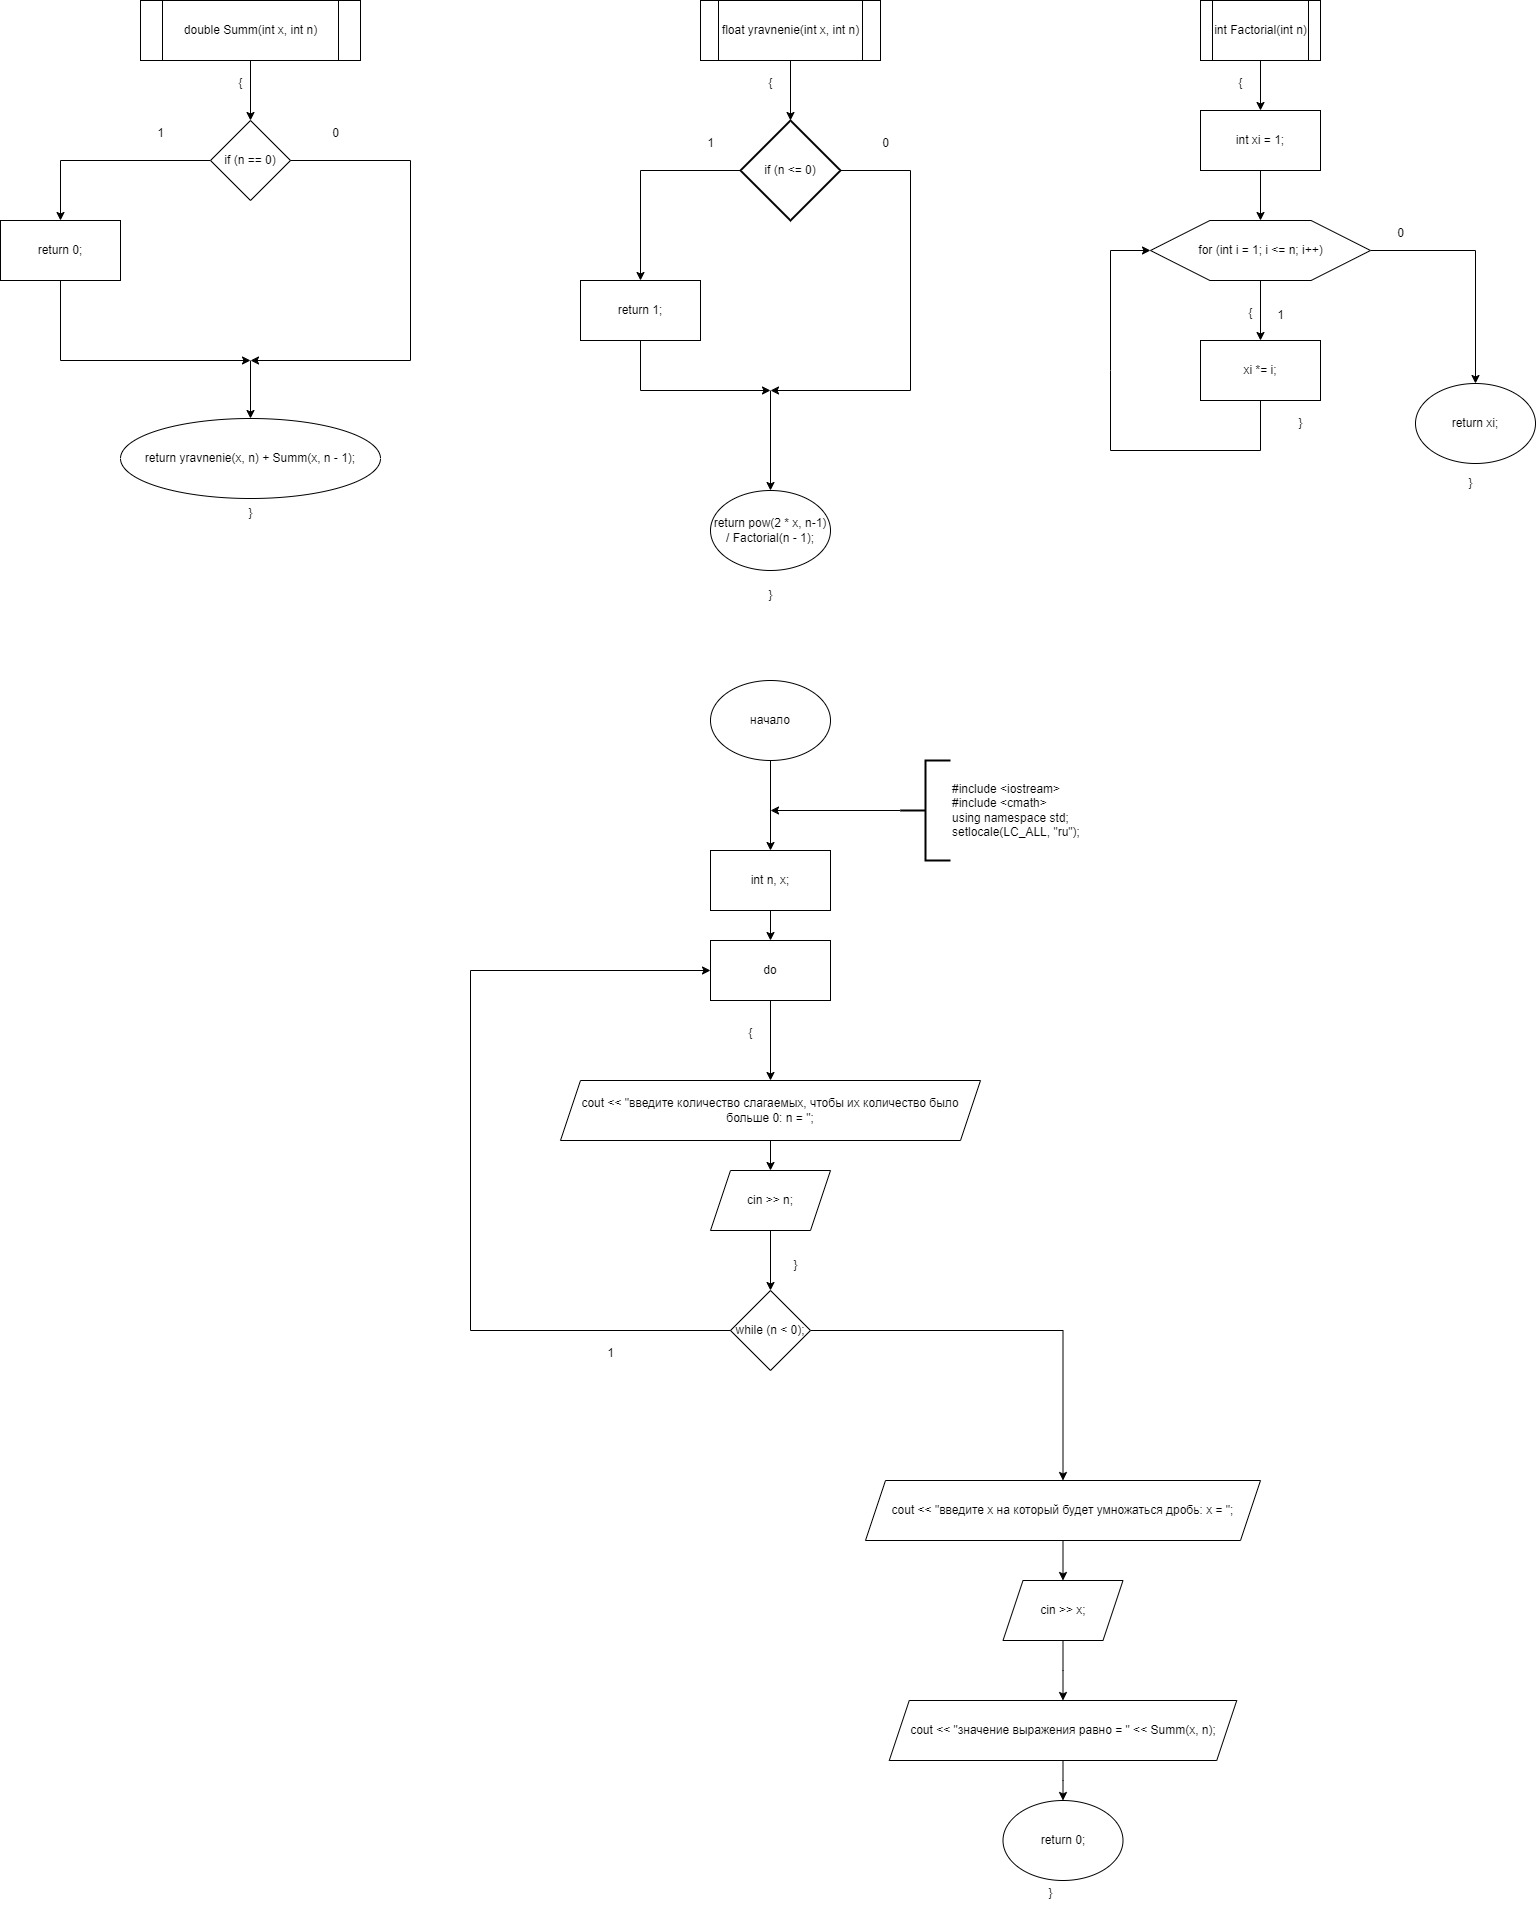 double Summ(int x, int n)
{
1
0
if (n == 0)
return 0;
return yravnenie(x, n) + Summ(x, n - 1);
}
float yravnenie(int x, int n)
{
1
0
if (n <= 0)
return 1;
return pow(2 * x, n-1)
/ Factorial(n - 1);
}
int Factorial(int n)
{
int xi = 1;
for (int i = 1; i <= n; i++)
0
{
1
xi *= i;
}
return xi;
}
начало
#include <iostream>
#include <cmath>
using namespace std;
setlocale(LC_ALL, "ru");
int n, x;
do
{
cout << "введите количество слагаемых, чтобы их количество было
больше 0: n = ";
cin >> n;
}
while (n < 0);
1
cout << "введите x на который будет умножаться дробь: x = ";
cin >> x;
cout << "значение выражения равно = " << Summ(x, n);
return 0;
}